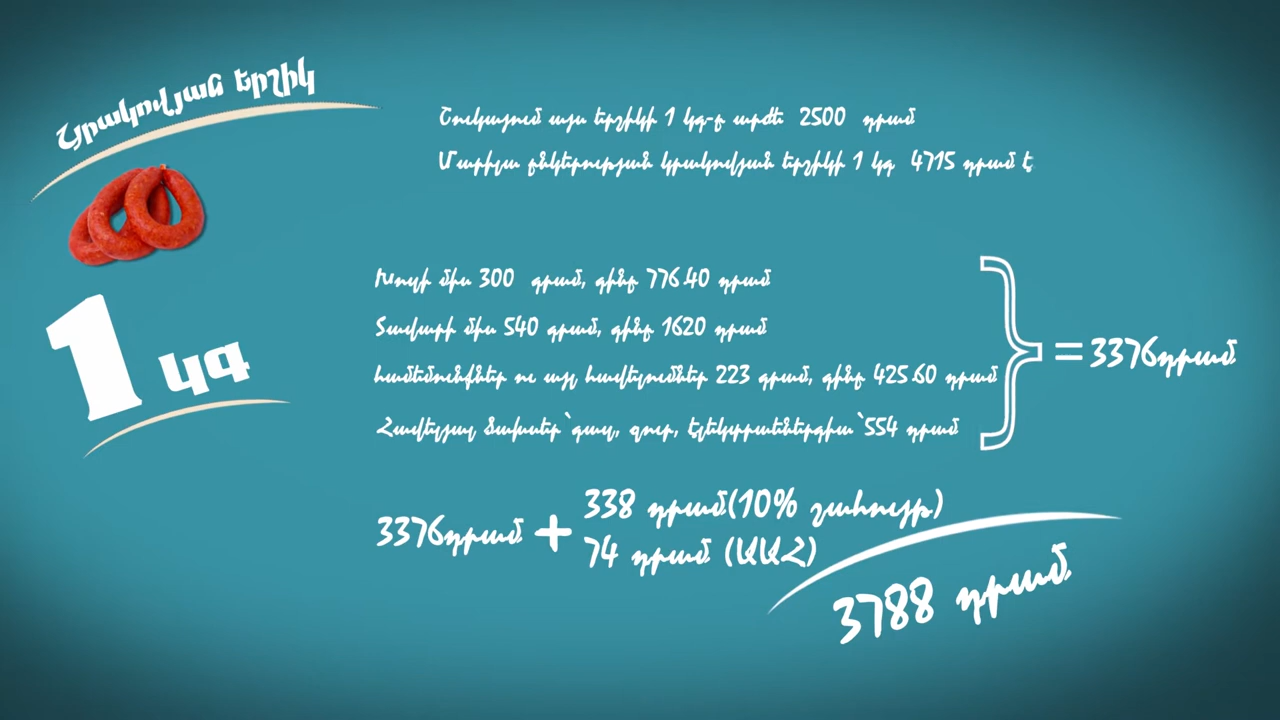 Կրակովյան երշիկ
1 կգ
Շուկայում այս երշիկի 1 կգ-ը արժե 2500 դրամ
Մարիլա ընկերության կրակովյան երշիկի 1 կգ 4715 դրամ է
Խոզի միս 300 գրամ, գինը 776.40 դրամ
Տավարի միս 540 գրամ, գինը 1620 դրամ
համեմունքներ ու այլ հավելումներ 223 գրամ, գինը 425.60 դրամ
Հավելյալ ծախսեր՝ գազ, ջուր, էլեկտրաէներգիա՝ 554 դրամ
=3376դրամ
3376դրամ + 338 դրամ(10% շահույթ)
74 դրամ (ԱԱՀ)
3788 դրամ